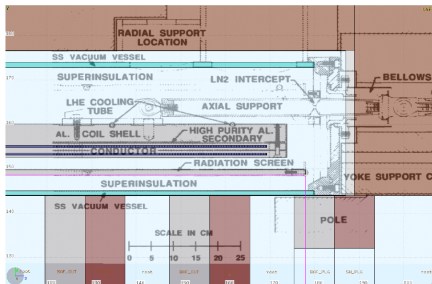 RADIAL SUPPORT
LOCATION
SS VACUUM VESSEL
SUPERINSULATION
LN2 INTERCEPT
BELLOWS
LHE COOLING
TUBE
AXIAL SUPPORT
AL. COIL SHELL
HIGH PURITY AL.
SECONDARY
CONDUCTOR
RADIATION SCREEN
SUPERINSULATION
YOKE SUPPORT C
SS VACUUM VESSEL
POLE
SCALE IN CM
0 5 10 15 20 25